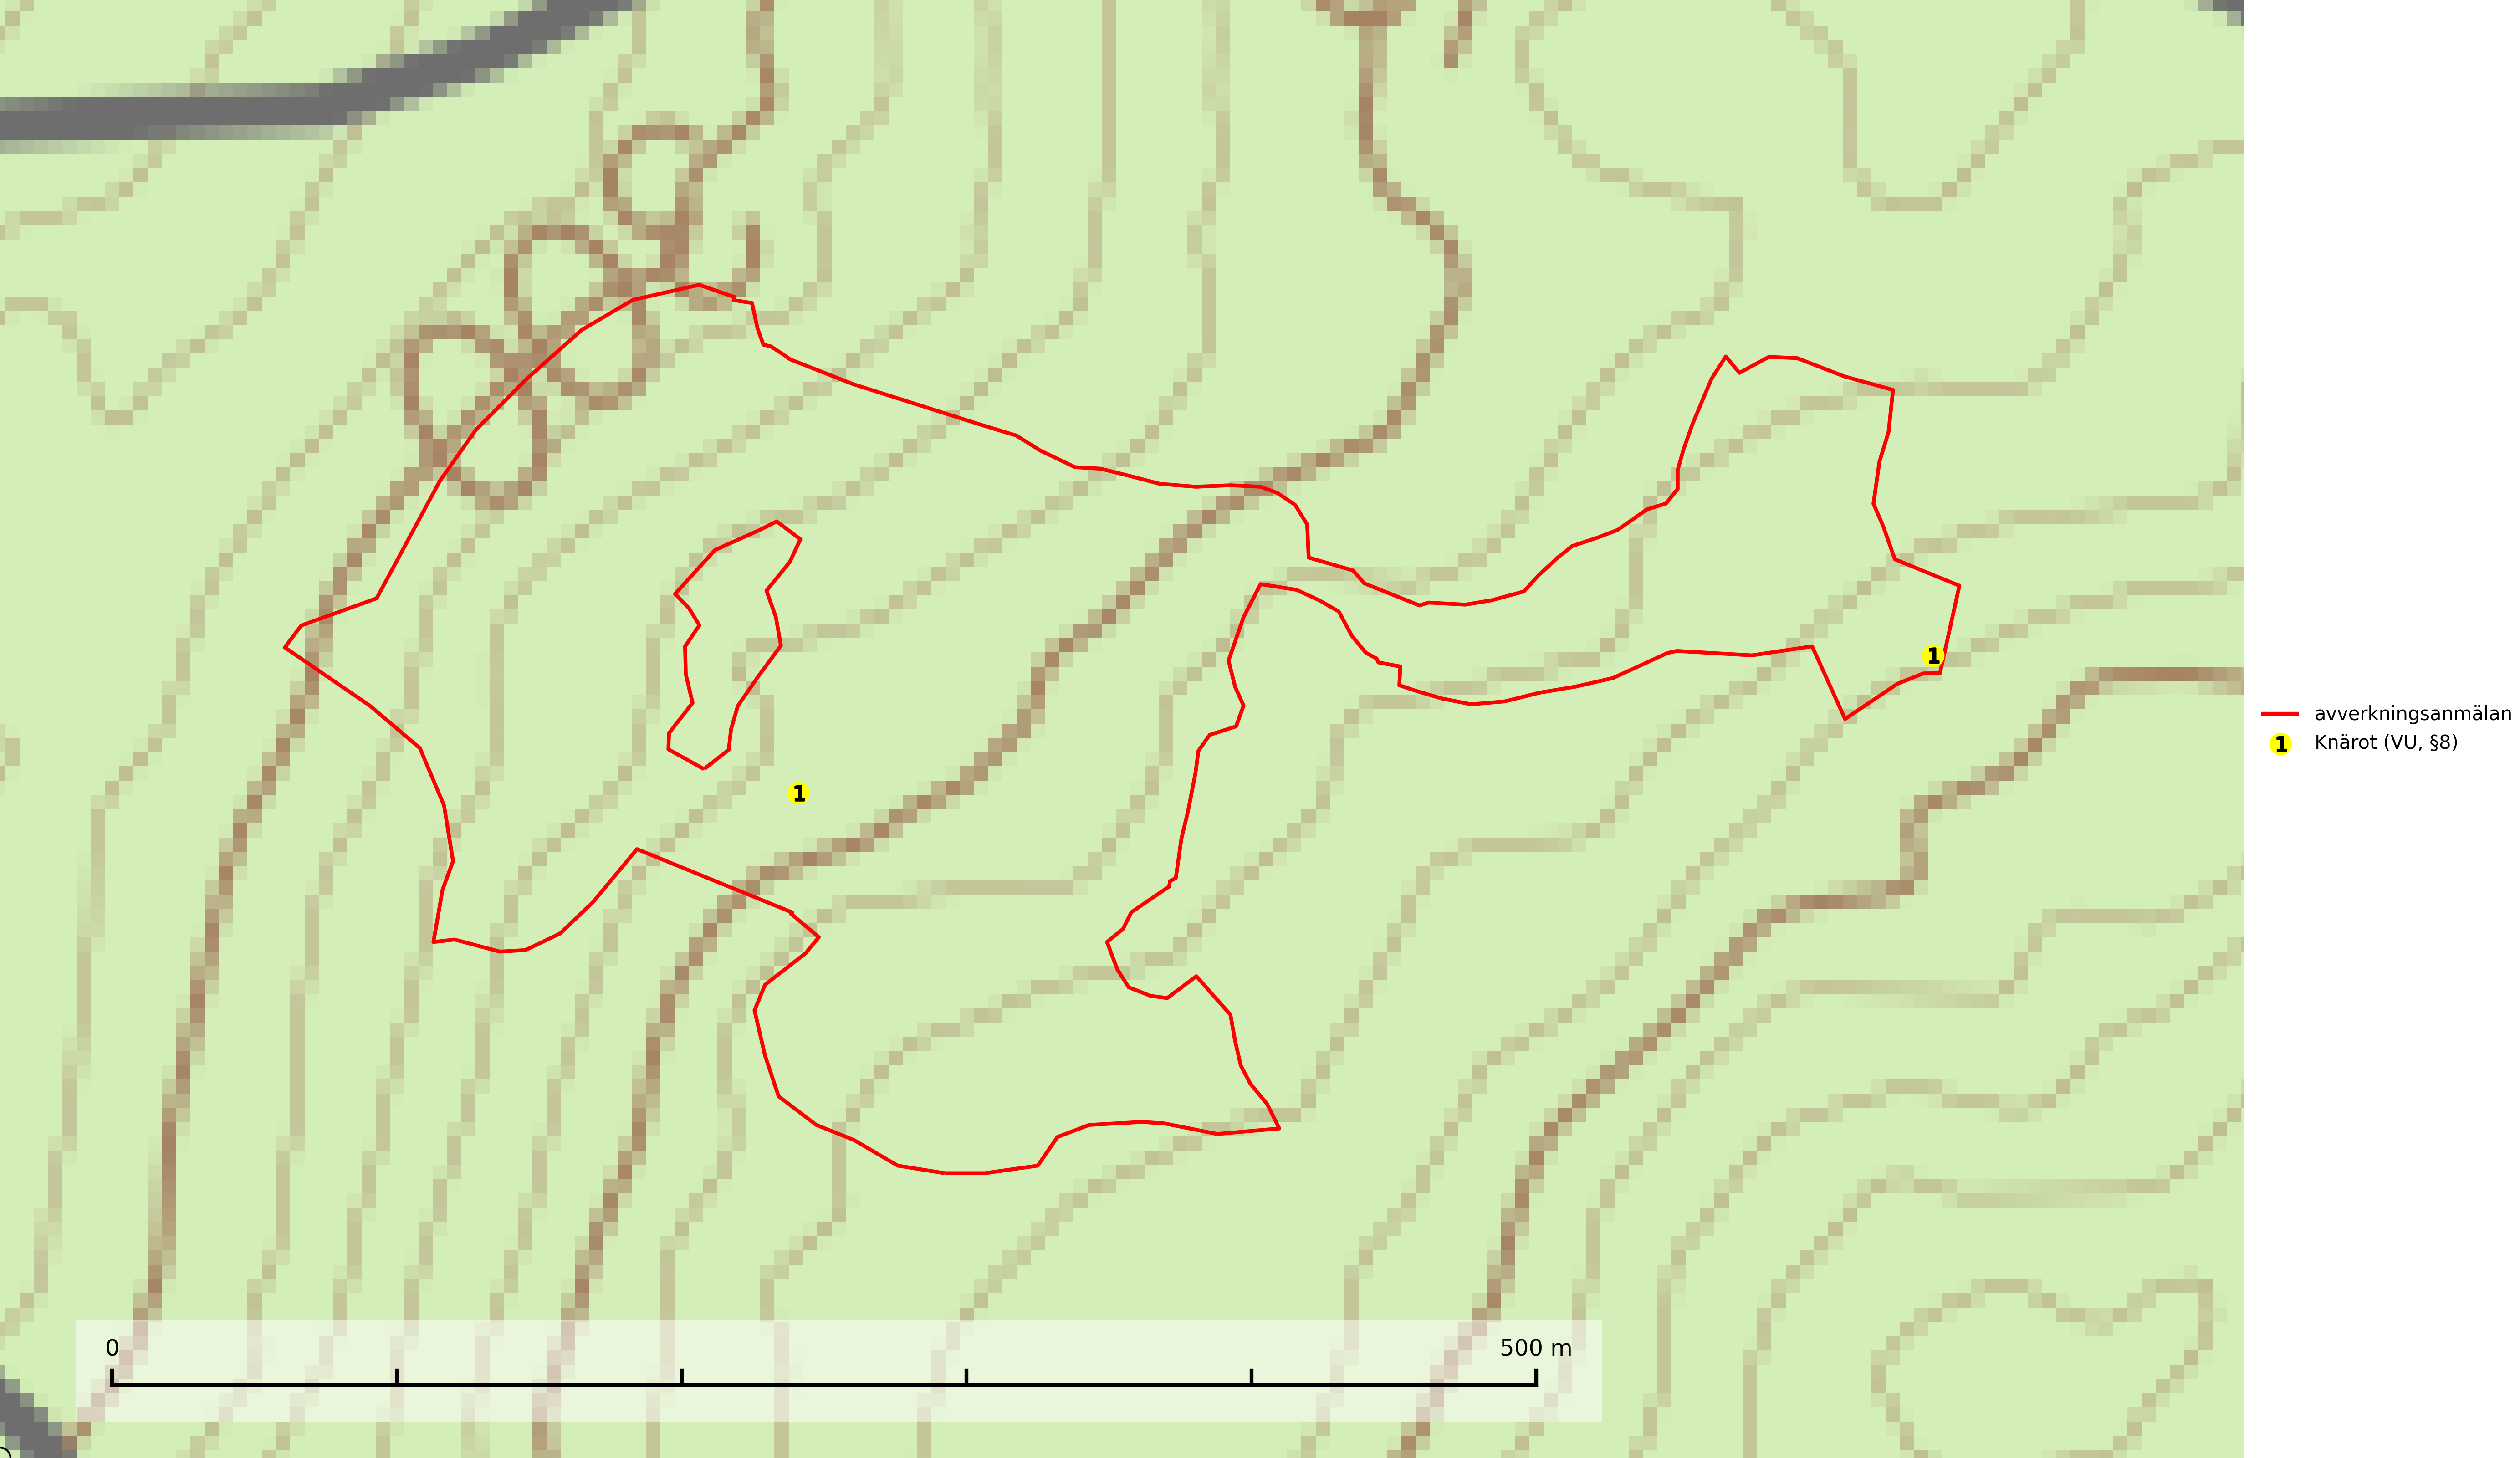 1
1
avverkningsanmälan
1 Knärot (VU, §8)
0 500 m